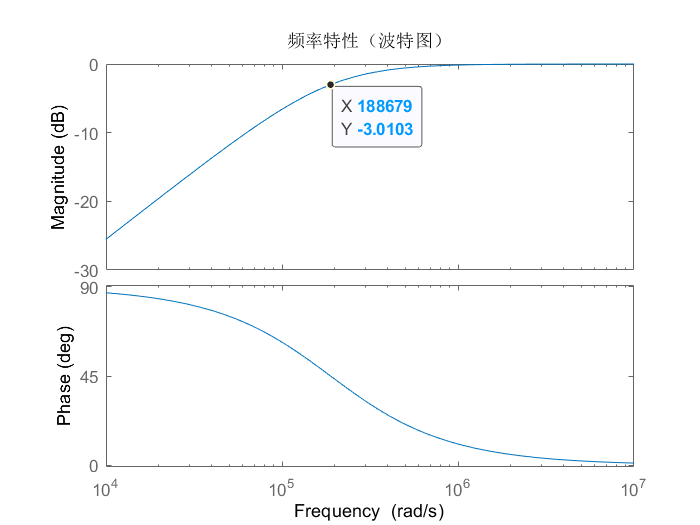 频率特性（波特图）
0
-10
-20
-30
Magnitude (dB)
X 188679
Y -3.0103
90
45
0
Phase (deg)
10^4
10^5
10^6
10^7
Frequency (rad/s)